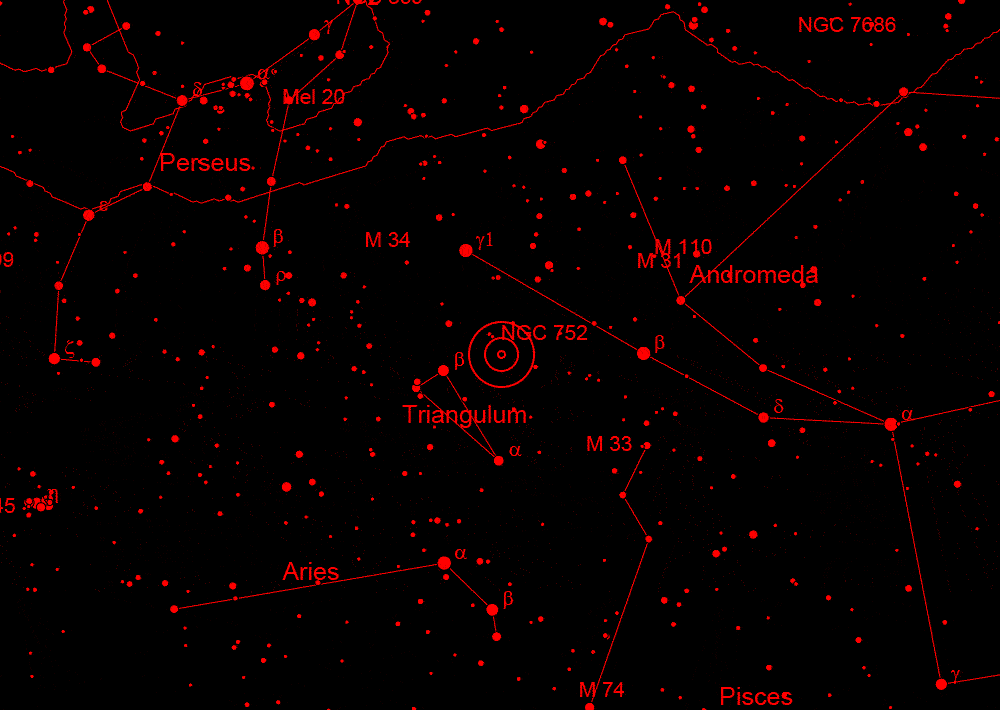 NGC 7686
α
γ
δ
Mel 20
Perseus
ε
β
M 34
γ1
M 110
M 31
Andromeda
ρ
NGC 752
β
β
ζ
δ
Triangulum
α
M 33
α
η
α
Aries
β
γ
M 74
Pisces